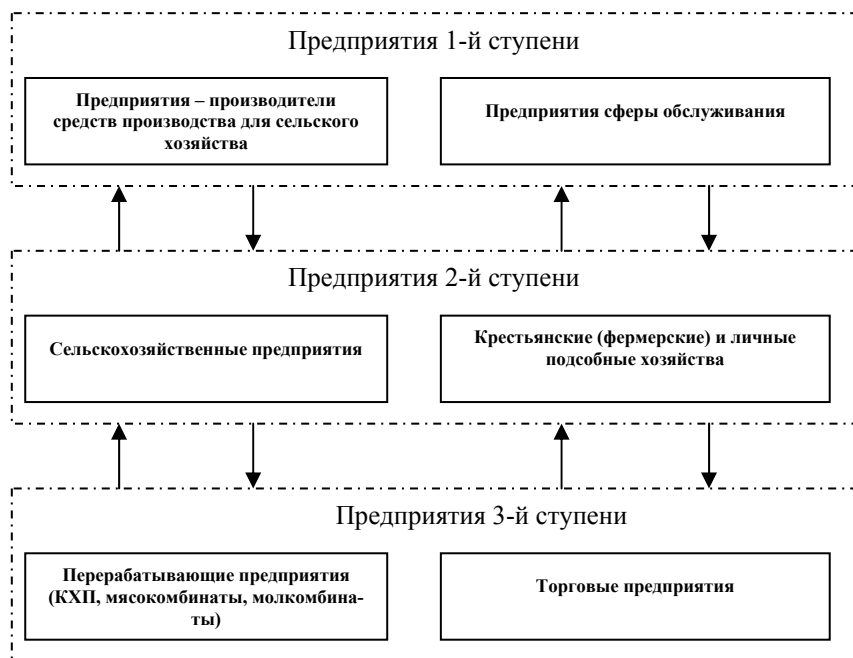 Предприятия 1-й ступени
Предприятия – производители
средств производства для сельского
хозяйства
Предприятия сферы обслуживания
Предприятия 2-й ступени
Сельскохозяйственные предприятия
Крестьянские (фермерские) и личные
подсобные хозяйства
Предприятия 3-й ступени
Перерабатывающие предприятия
(КХП, мясокомбинаты, молкомбина-
ты)
Торговые предприятия